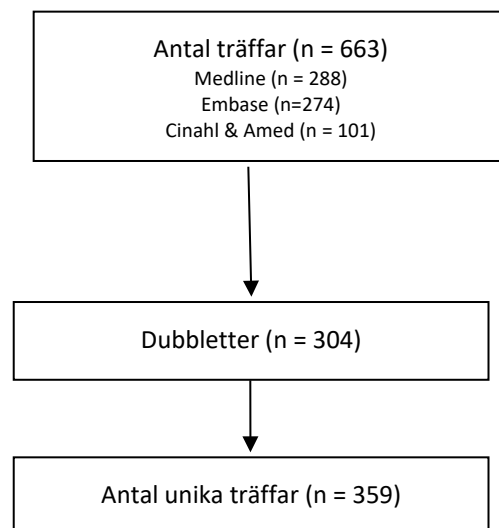 Antal träffar (n = 663)
Medline (n = 288)
Embase (n=274)
Cinahl & Amed (n = 101)
Dubbletter (n = 304)
Antal unika träffar (n = 359)